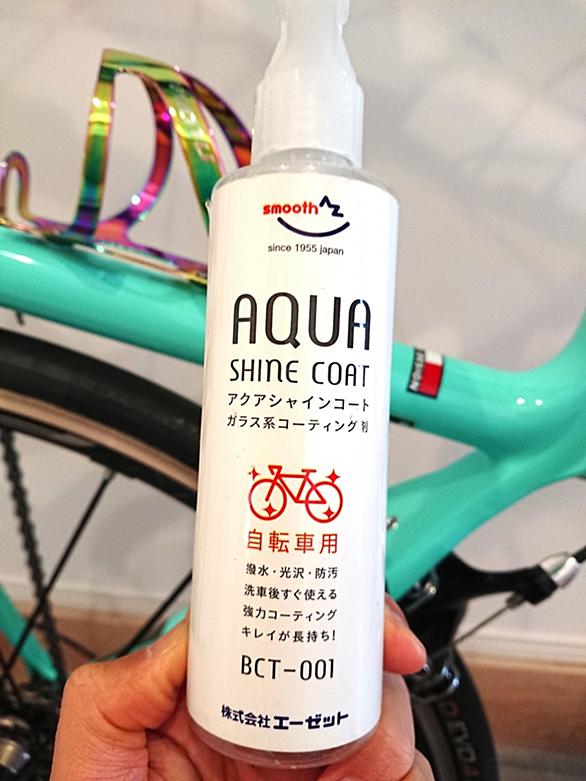 smooth AZ
since 1955 japan
AQUA
SHINE COAT
アクアシャインコート
ガラス系コーティング剤
自転車用
撥水・光沢・防汚
洗車後すぐ使える
強力コーティング
キレイが長持ち!
BCT-001
株式会社エーゼット